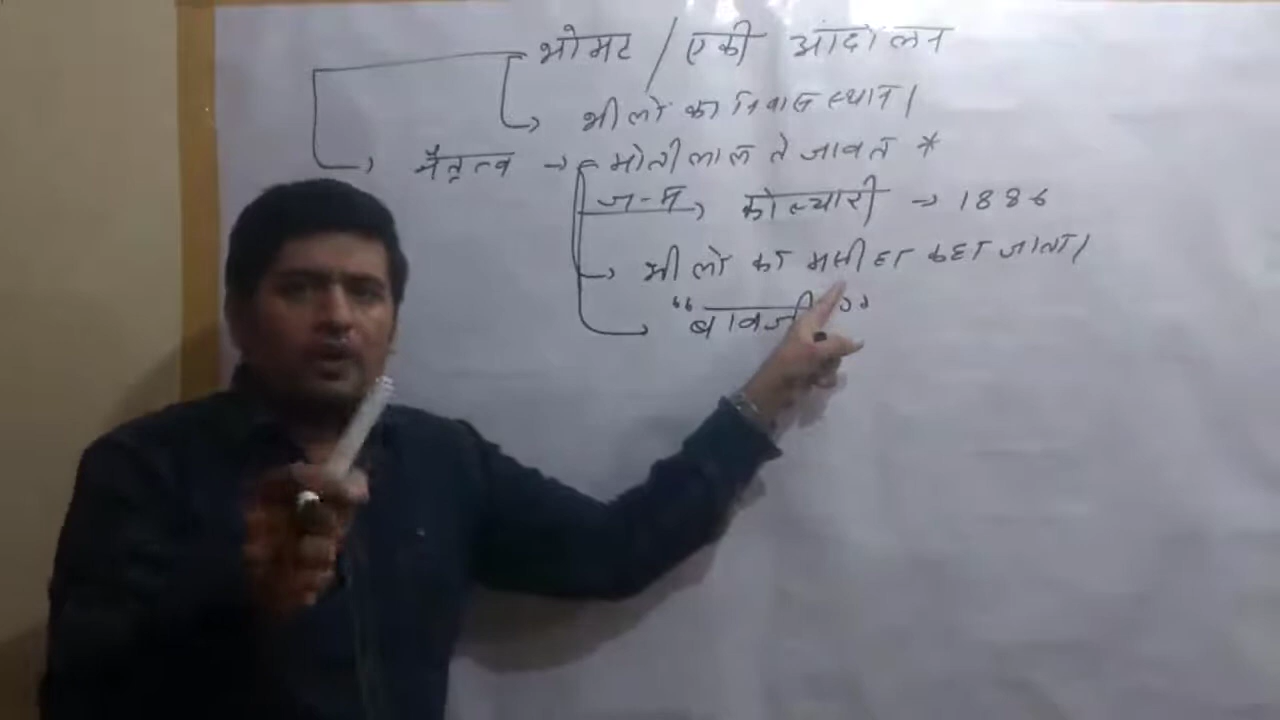 भोमट / एकी आंदोलन
भीलो का निवास स्थान।
नैतृत्व → मोतीलाल तेजावत *
जन्म → कोल्यारी → 1886
भीलो का मसीहा कहा जाता।
"बावजी"